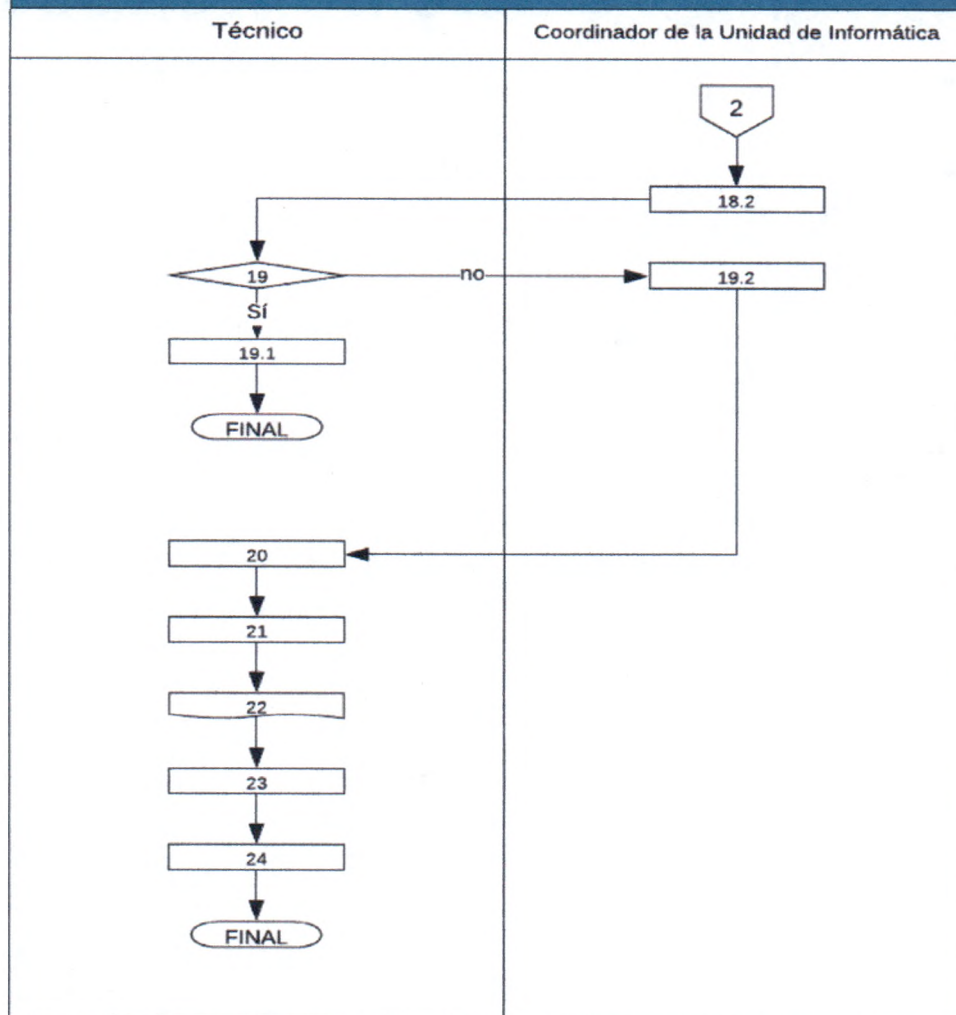 Técnico
Coordinador de la Unidad de Informática
2
18.2
19
no
19.2
Sí
19.1
FINAL
20
21
22
23
24
FINAL